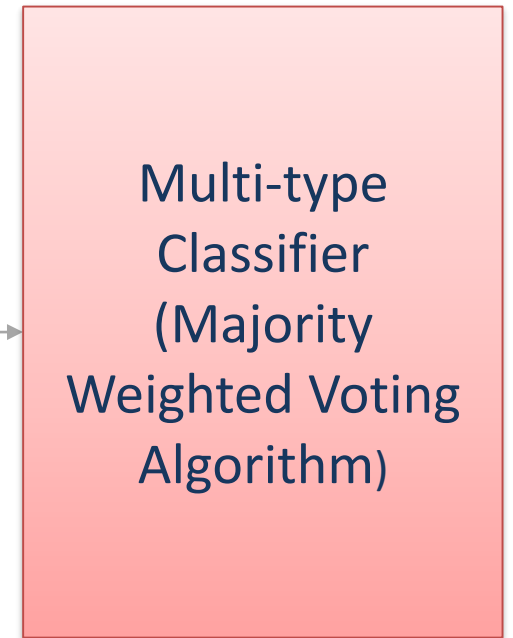 Multi-type
Classifier
(Majority
Weighted Voting
Algorithm)